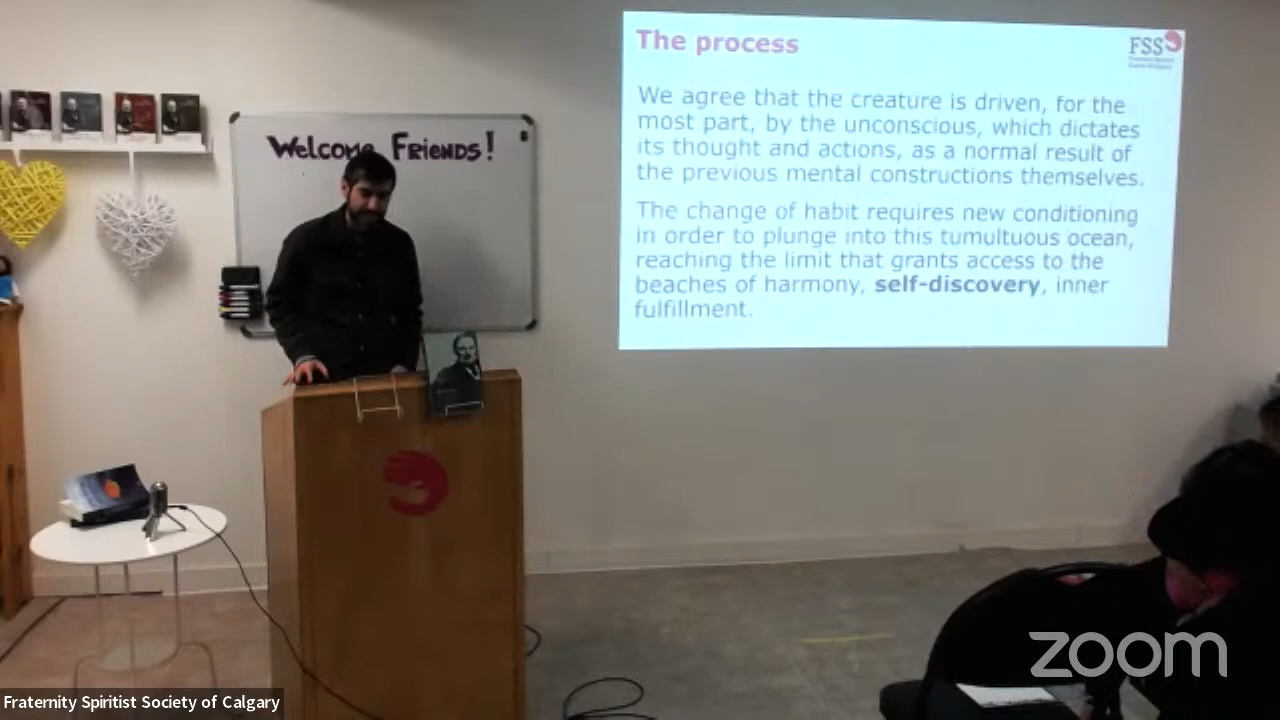 The process
FSS
We agree that the creature is driven, for the
most part, by the unconscious, which dictates
its thought and actions, as a normal result of
the previous mental constructions themselves.
The change of habit requires new conditioning
in order to plunge into this tumultuous ocean,
reaching the limit that grants access to the
beaches of harmony, self-discovery, inner
fulfillment.
Welcome Friends!
zoom
Fraternity Spiritist Society of Calgary